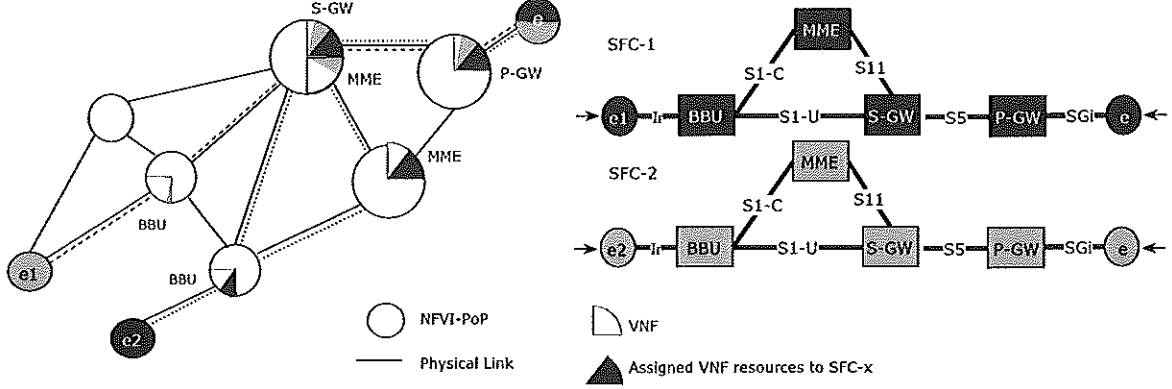 S-GW
e
MME
P-GW
MME
BBU
e1
BBU
e2
NFVI-PoP
Physical Link
SFC-1
MME
S1-C
S11
e1
Ir
BBU
S1-U
S-GW
S5
P-GW
SGi
e
SFC-2
MME
S1-C
S11
e2
Ir
BBU
S1-U
S-GW
S5
P-GW
SGi
e
VNF
Assigned VNF resources to SFC-x